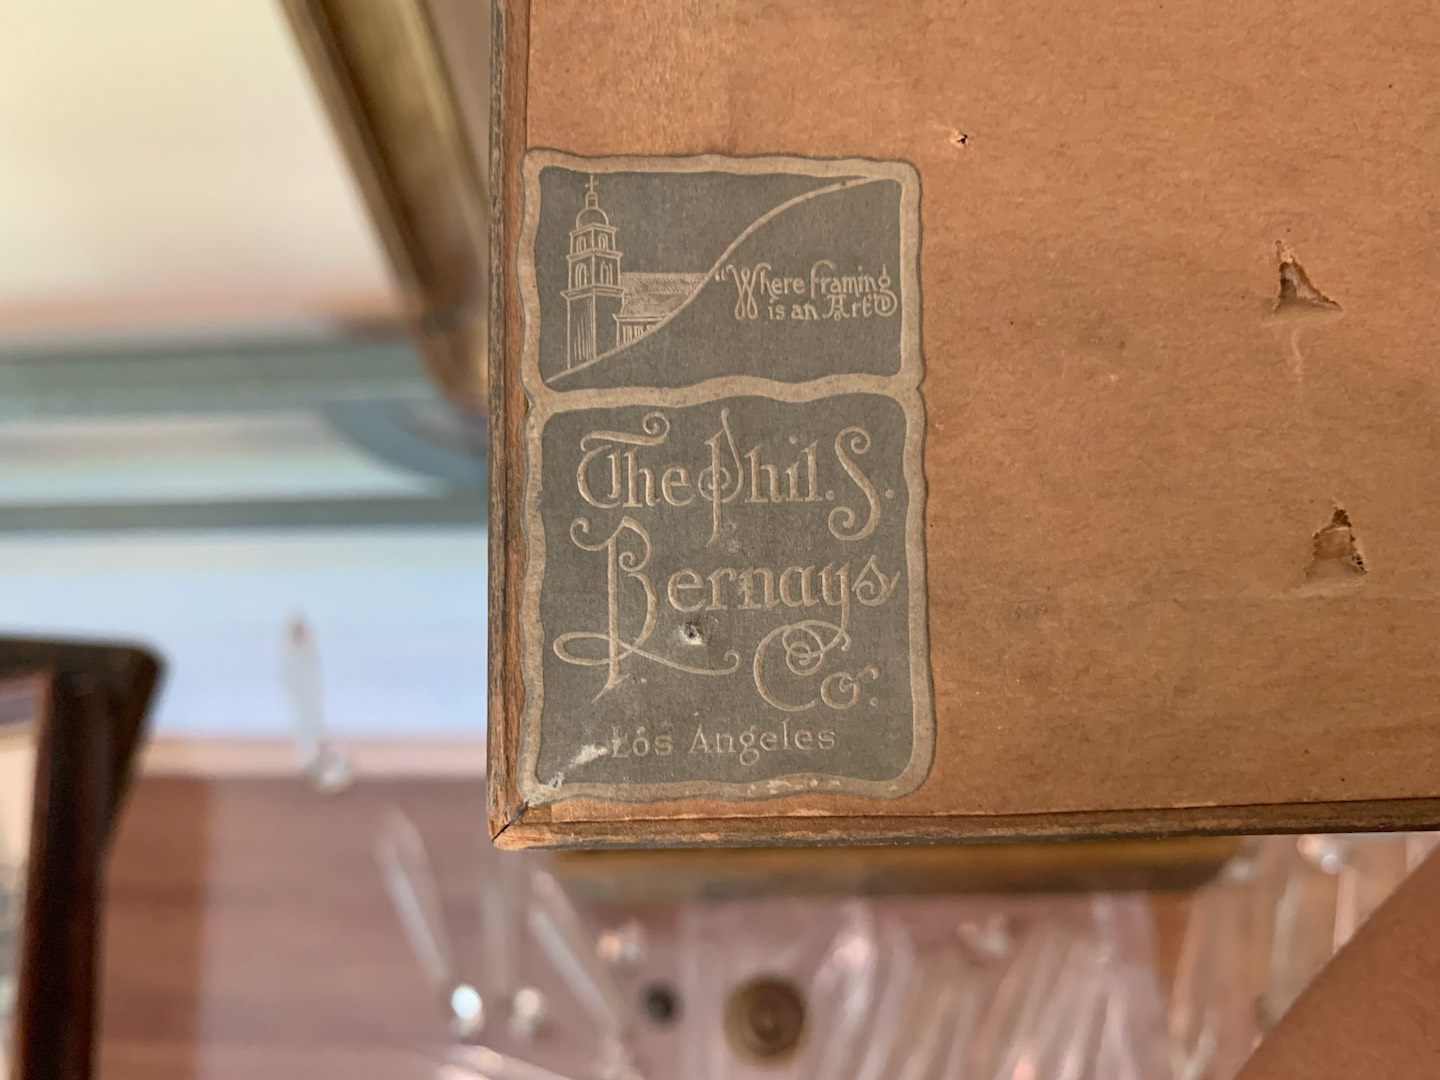 "Where framing
is an Art"
The Phil. S.
Bernays
Co.
Los Angeles